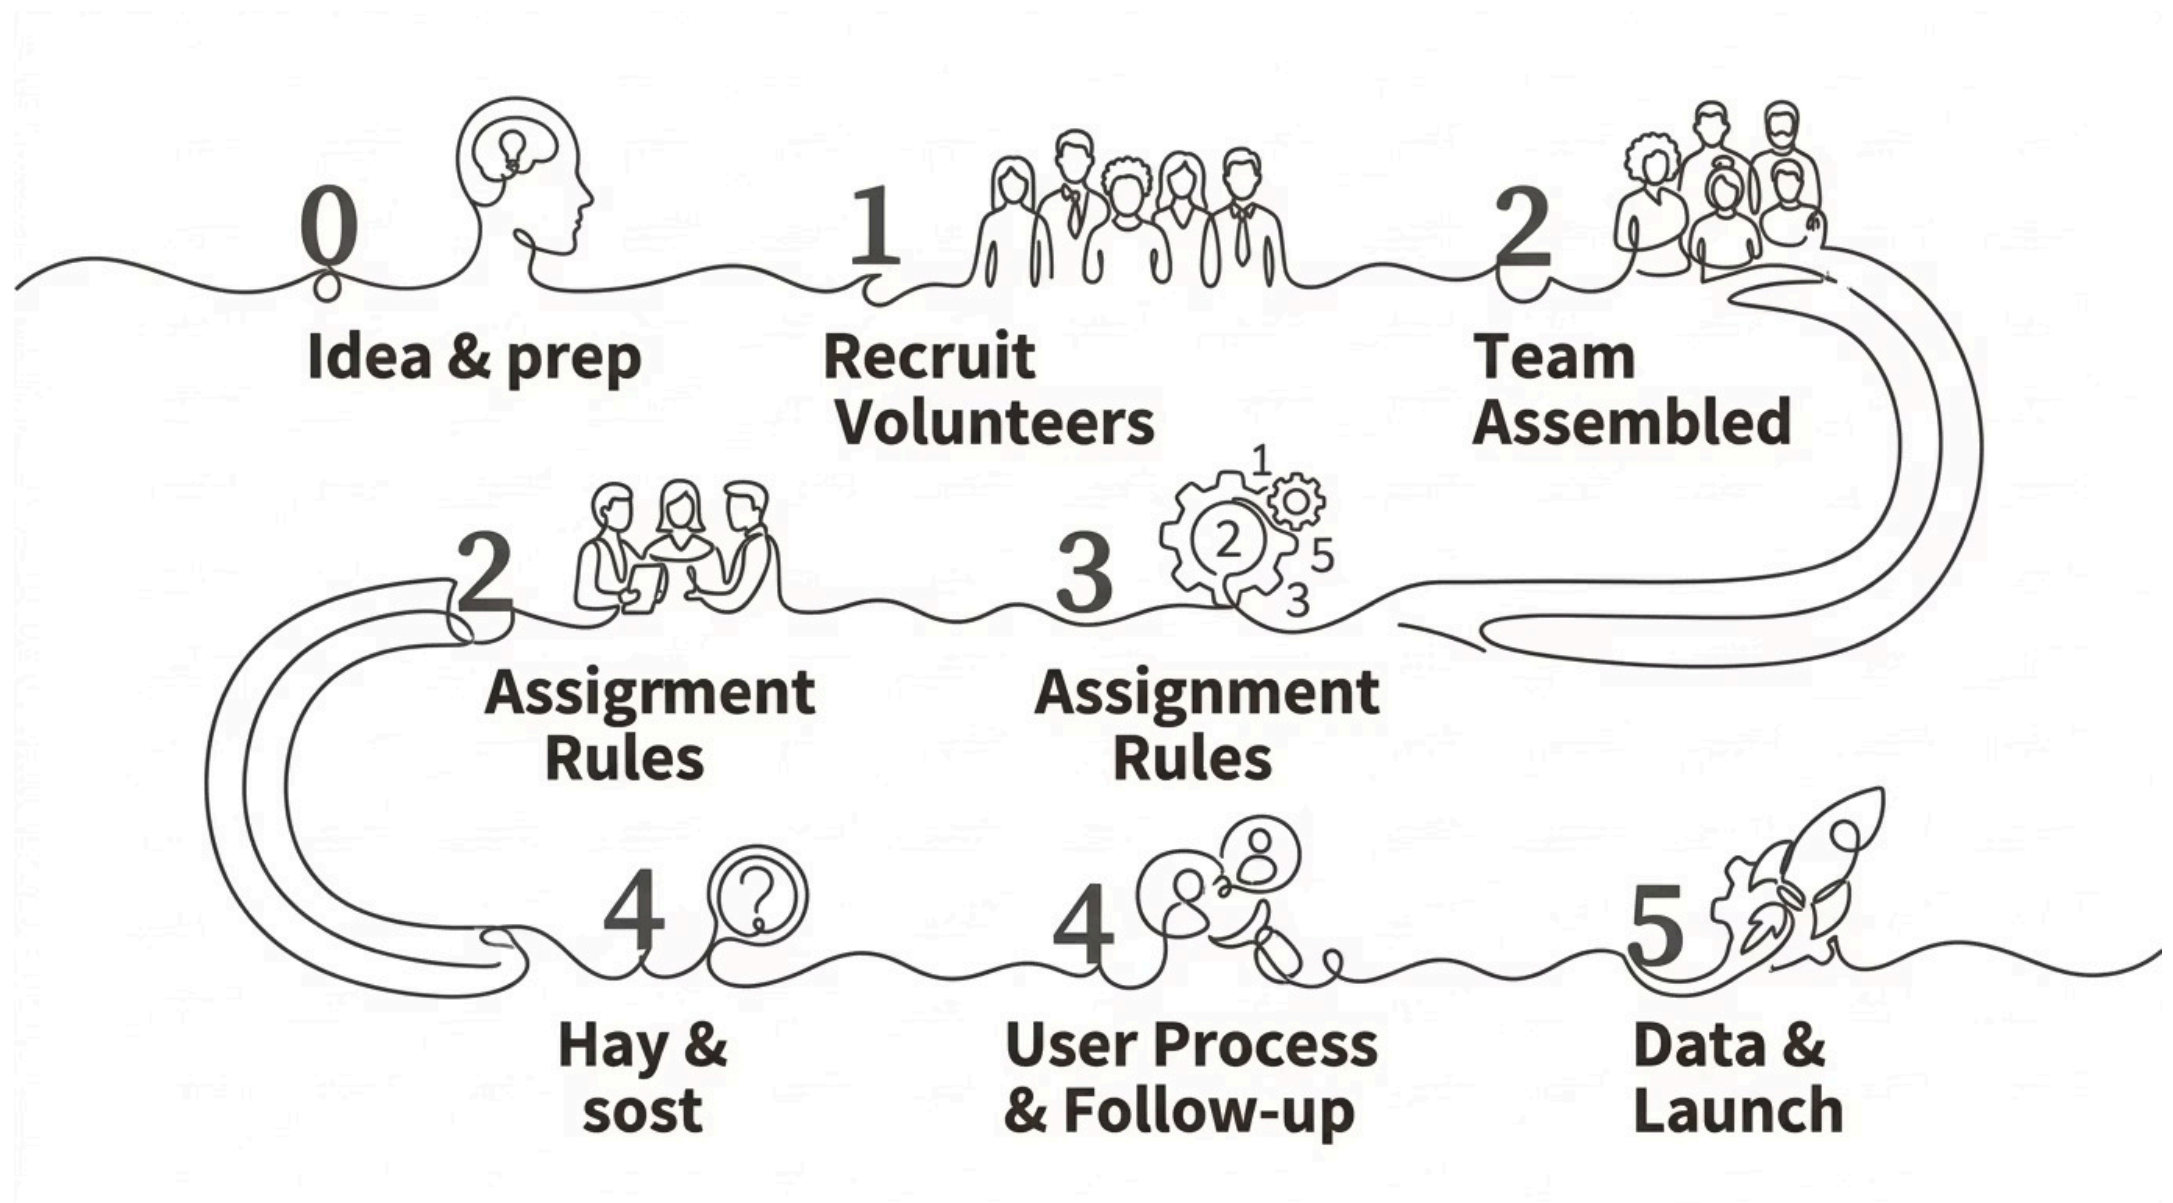 0
Idea & prep
1
Recruit
Volunteers
2
Team
Assembled
2
Assigrment
Rules
3
1
2
5
3
Assignment
Rules
4
?
Hay &
sost
4
User Process
& Follow-up
5
Data &
Launch